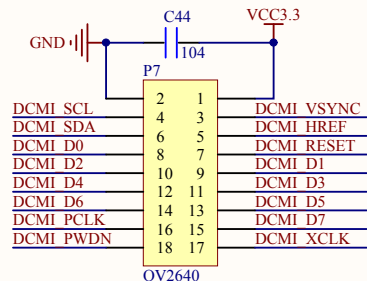 C44
VCC3.3
GND
104
P7
2 1
DCMI_SCL 4 3 DCMI_VSYNC
DCMI_SDA 6 5 DCMI_HREF
DCMI_D0 8 7 DCMI_RESET
DCMI_D2 10 9 DCMI_D1
DCMI_D4 12 11 DCMI_D3
DCMI_D6 14 13 DCMI_D5
DCMI_PCLK 16 15 DCMI_D7
DCMI_PWDN 18 17 DCMI_XCLK
OV2640